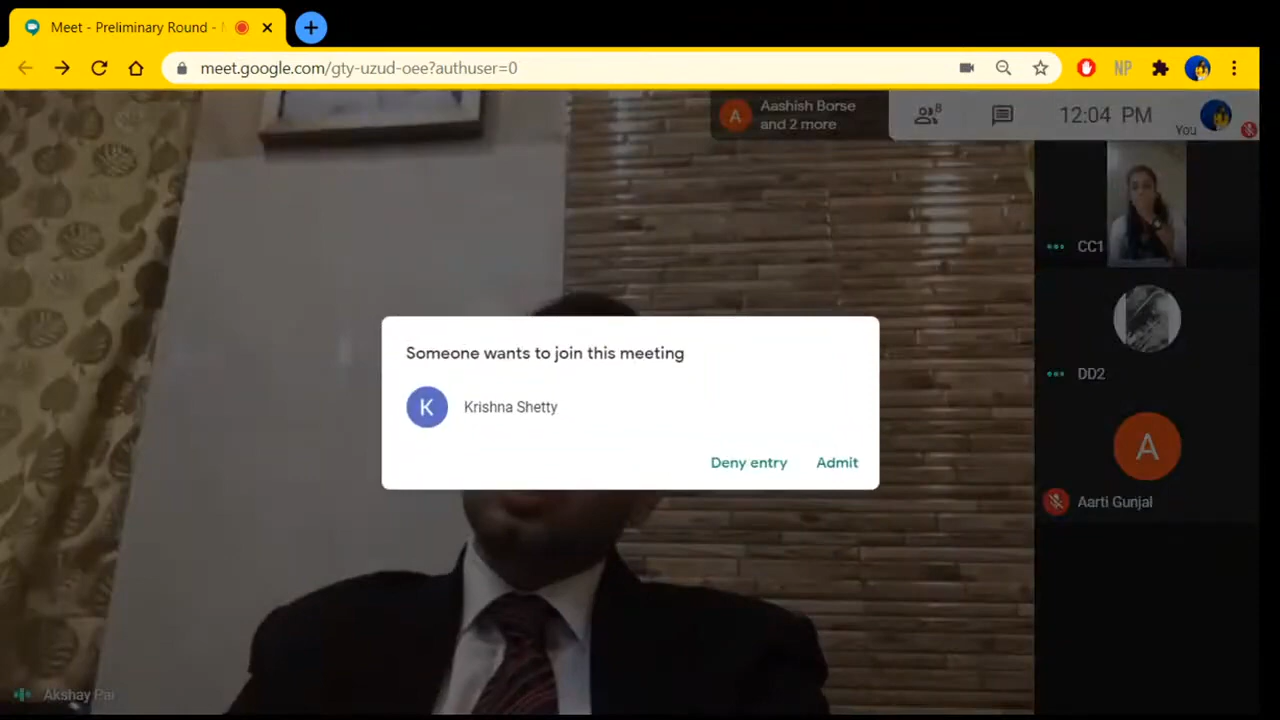 Meet - Preliminary Round -
meet.google.com/gty-uzud-oee?authuser=0
NP
Aashish Borse
and 2 more
A
8
12:04 PM
You
CC1
Someone wants to join this meeting
K
Krishna Shetty
Deny entry
Admit
DD2
A
Aarti Gunjal
Akshay Pai